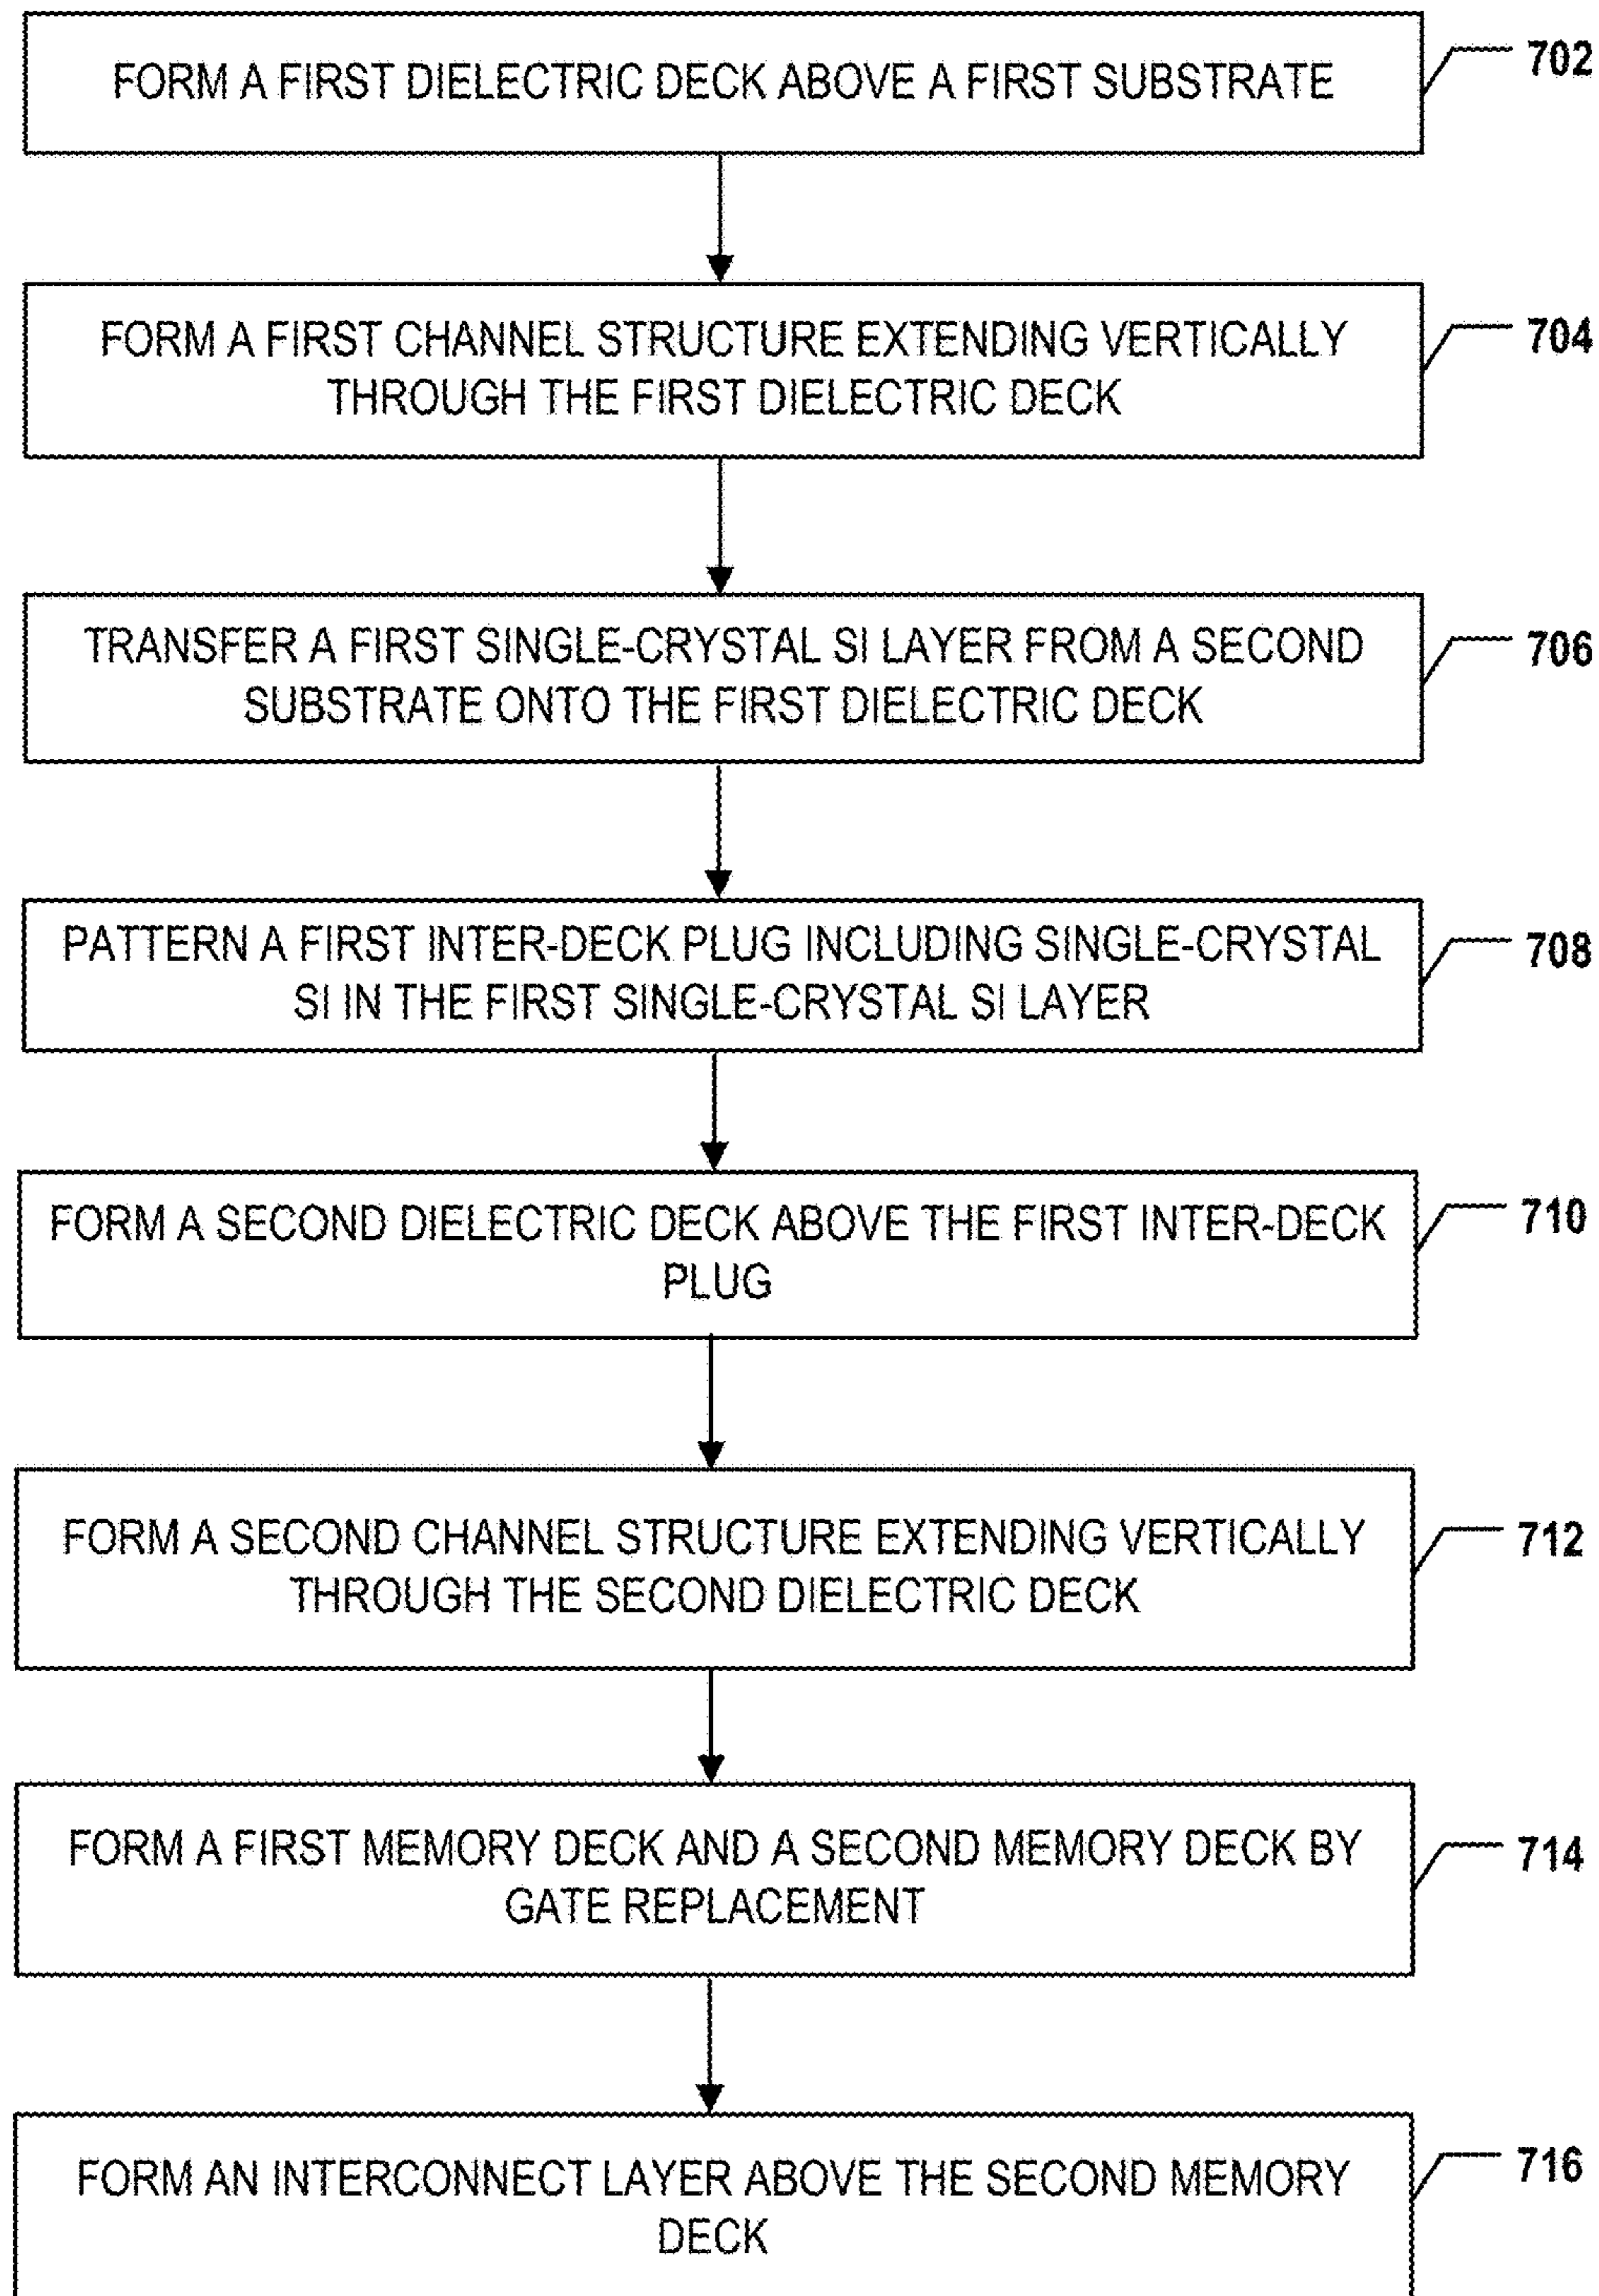 FORM A FIRST DIELECTRIC DECK ABOVE A FIRST SUBSTRATE
702
FORM A FIRST CHANNEL STRUCTURE EXTENDING VERTICALLY
THROUGH THE FIRST DIELECTRIC DECK
704
TRANSFER A FIRST SINGLE-CRYSTAL SI LAYER FROM A SECOND
SUBSTRATE ONTO THE FIRST DIELECTRIC DECK
706
PATTERN A FIRST INTER-DECK PLUG INCLUDING SINGLE-CRYSTAL
SI IN THE FIRST SINGLE-CRYSTAL SI LAYER
708
FORM A SECOND DIELECTRIC DECK ABOVE THE FIRST INTER-DECK
PLUG
710
FORM A SECOND CHANNEL STRUCTURE EXTENDING VERTICALLY
THROUGH THE SECOND DIELECTRIC DECK
712
FORM A FIRST MEMORY DECK AND A SECOND MEMORY DECK BY
GATE REPLACEMENT
714
FORM AN INTERCONNECT LAYER ABOVE THE SECOND MEMORY
DECK
716